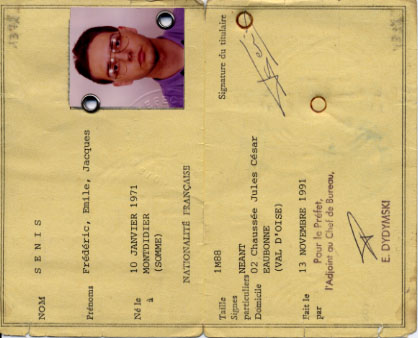 NOM SENIS
Prénoms Frédéric, Emile, Jacques
Né le 10 JANVIER 1971
à MONTDIDIER
(SOMME)
NATIONALITÉ FRANÇAISE
Signature du titulaire
Taille 1M88
Signes
particuliers NEANT
Domicile 02 Chaussée Jules César
EAUBONNE
(VAL D'OISE)
Fait le 13 NOVEMBRE 1991
par Pour le Préfet,
l'Adjoint au Chef de Bureau,
E. DYDYMSKI